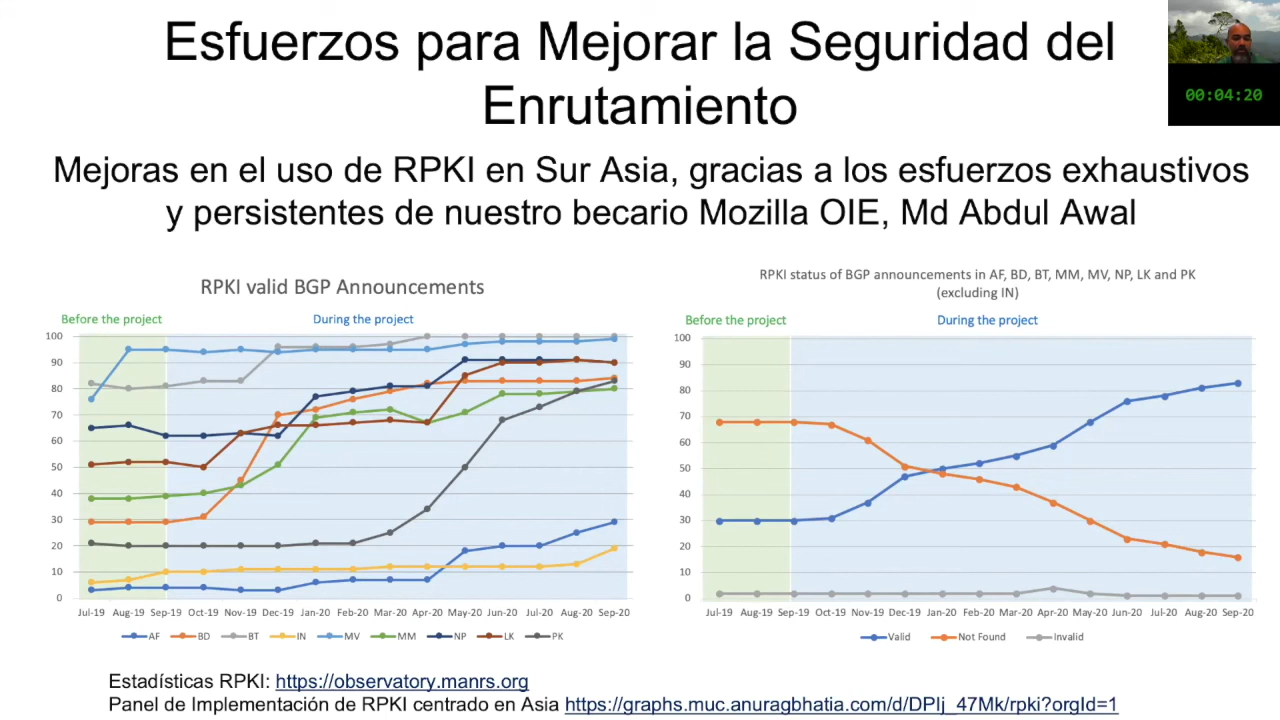 Esfuerzos para Mejorar la Seguridad del
Enrutamiento
00:04:20
Mejoras en el uso de RPKI en Sur Asia, gracias a los esfuerzos exhaustivos
y persistentes de nuestro becario Mozilla OIE, Md Abdul Awal
RPKI valid BGP Announcements
Before the project
During the project
100
90
80
70
60
50
40
30
20
10
0
Jul-19 Aug-19 Sep-19 Oct-19 Nov-19 Dec-19 Jan-20 Feb-20 Mar-20 Apr-20 May-20 Jun-20 Jul-20 Aug-20 Sep-20
AF BD BT IN MV MM NP LK PK
RPKI status of BGP announcements in AF, BD, BT, MM, MV, NP, LK and PK
(excluding IN)
Before the project
During the project
100
90
80
70
60
50
40
30
20
10
0
Jul-19 Aug-19 Sep-19 Oct-19 Nov-19 Dec-19 Jan-20 Feb-20 Mar-20 Apr-20 May-20 Jun-20 Jul-20 Aug-20 Sep-20
Valid Not Found Invalid
Estadísticas RPKI: https://observatory.manrs.org
Panel de Implementación de RPKI centrado en Asia https://graphs.muc.anuragbhatia.com/d/DPIj_47Mk/rpki?orgId=1